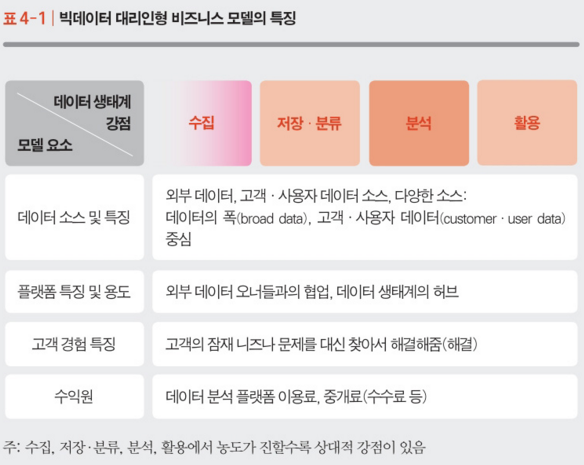 표 4-1 | 빅데이터 대리인형 비즈니스 모델의 특징
데이터 생태계
강점
모델 요소
수집
저장·분류
분석
활용
데이터 소스 및 특징
외부 데이터, 고객·사용자 데이터 소스, 다양한 소스:
데이터의 폭(broad data), 고객·사용자 데이터(customer·user data)
중심
플랫폼 특징 및 용도
외부 데이터 오너들과의 협업, 데이터 생태계의 허브
고객 경험 특징
고객의 잠재 니즈나 문제를 대신 찾아서 해결해줌(해결)
수익원
데이터 분석 플랫폼 이용료, 중개료(수수료 등)
주: 수집, 저장·분류, 분석, 활용에서 농도가 진할수록 상대적 강점이 있음